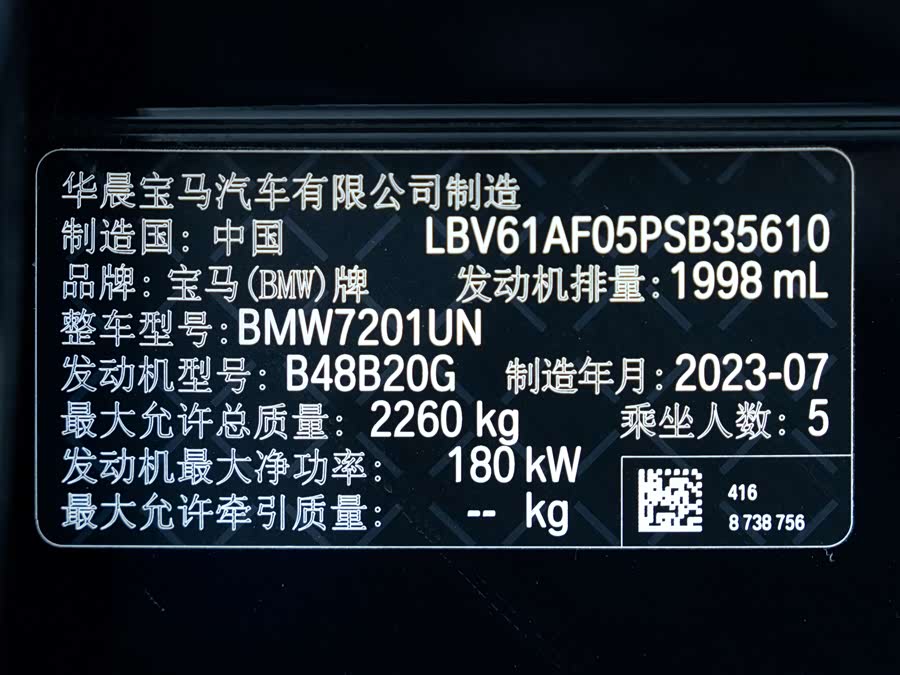 华晨宝马汽车有限公司制造
制造国：中国 LBV61AF05PSB35610
品牌：宝马(BMW)牌 发动机排量：1998 mL
整车型号：BMW7201UN
发动机型号：B48B20G 制造年月：2023-07
最大允许总质量：2260 kg 乘坐人数：5
发动机最大净功率：180 kW
最大允许牵引质量：-- kg
416
8 738 756